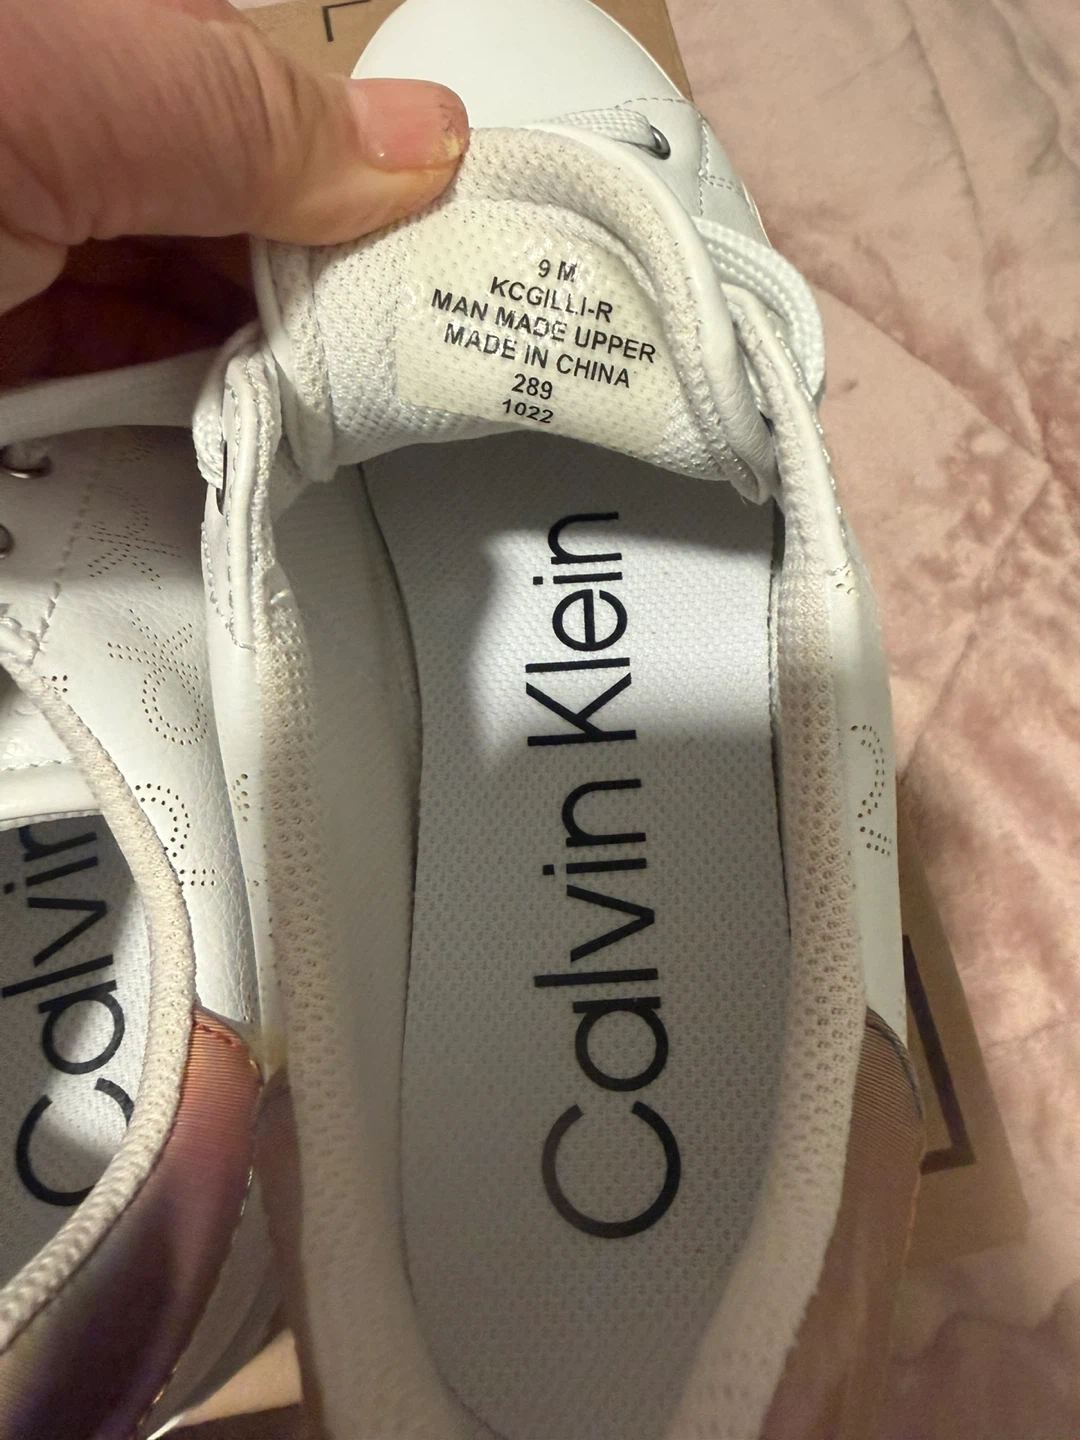 9 M
KCGILLI-R
MAN MADE UPPER
MADE IN CHINA
289
1022
Calvin Klein
Calvin